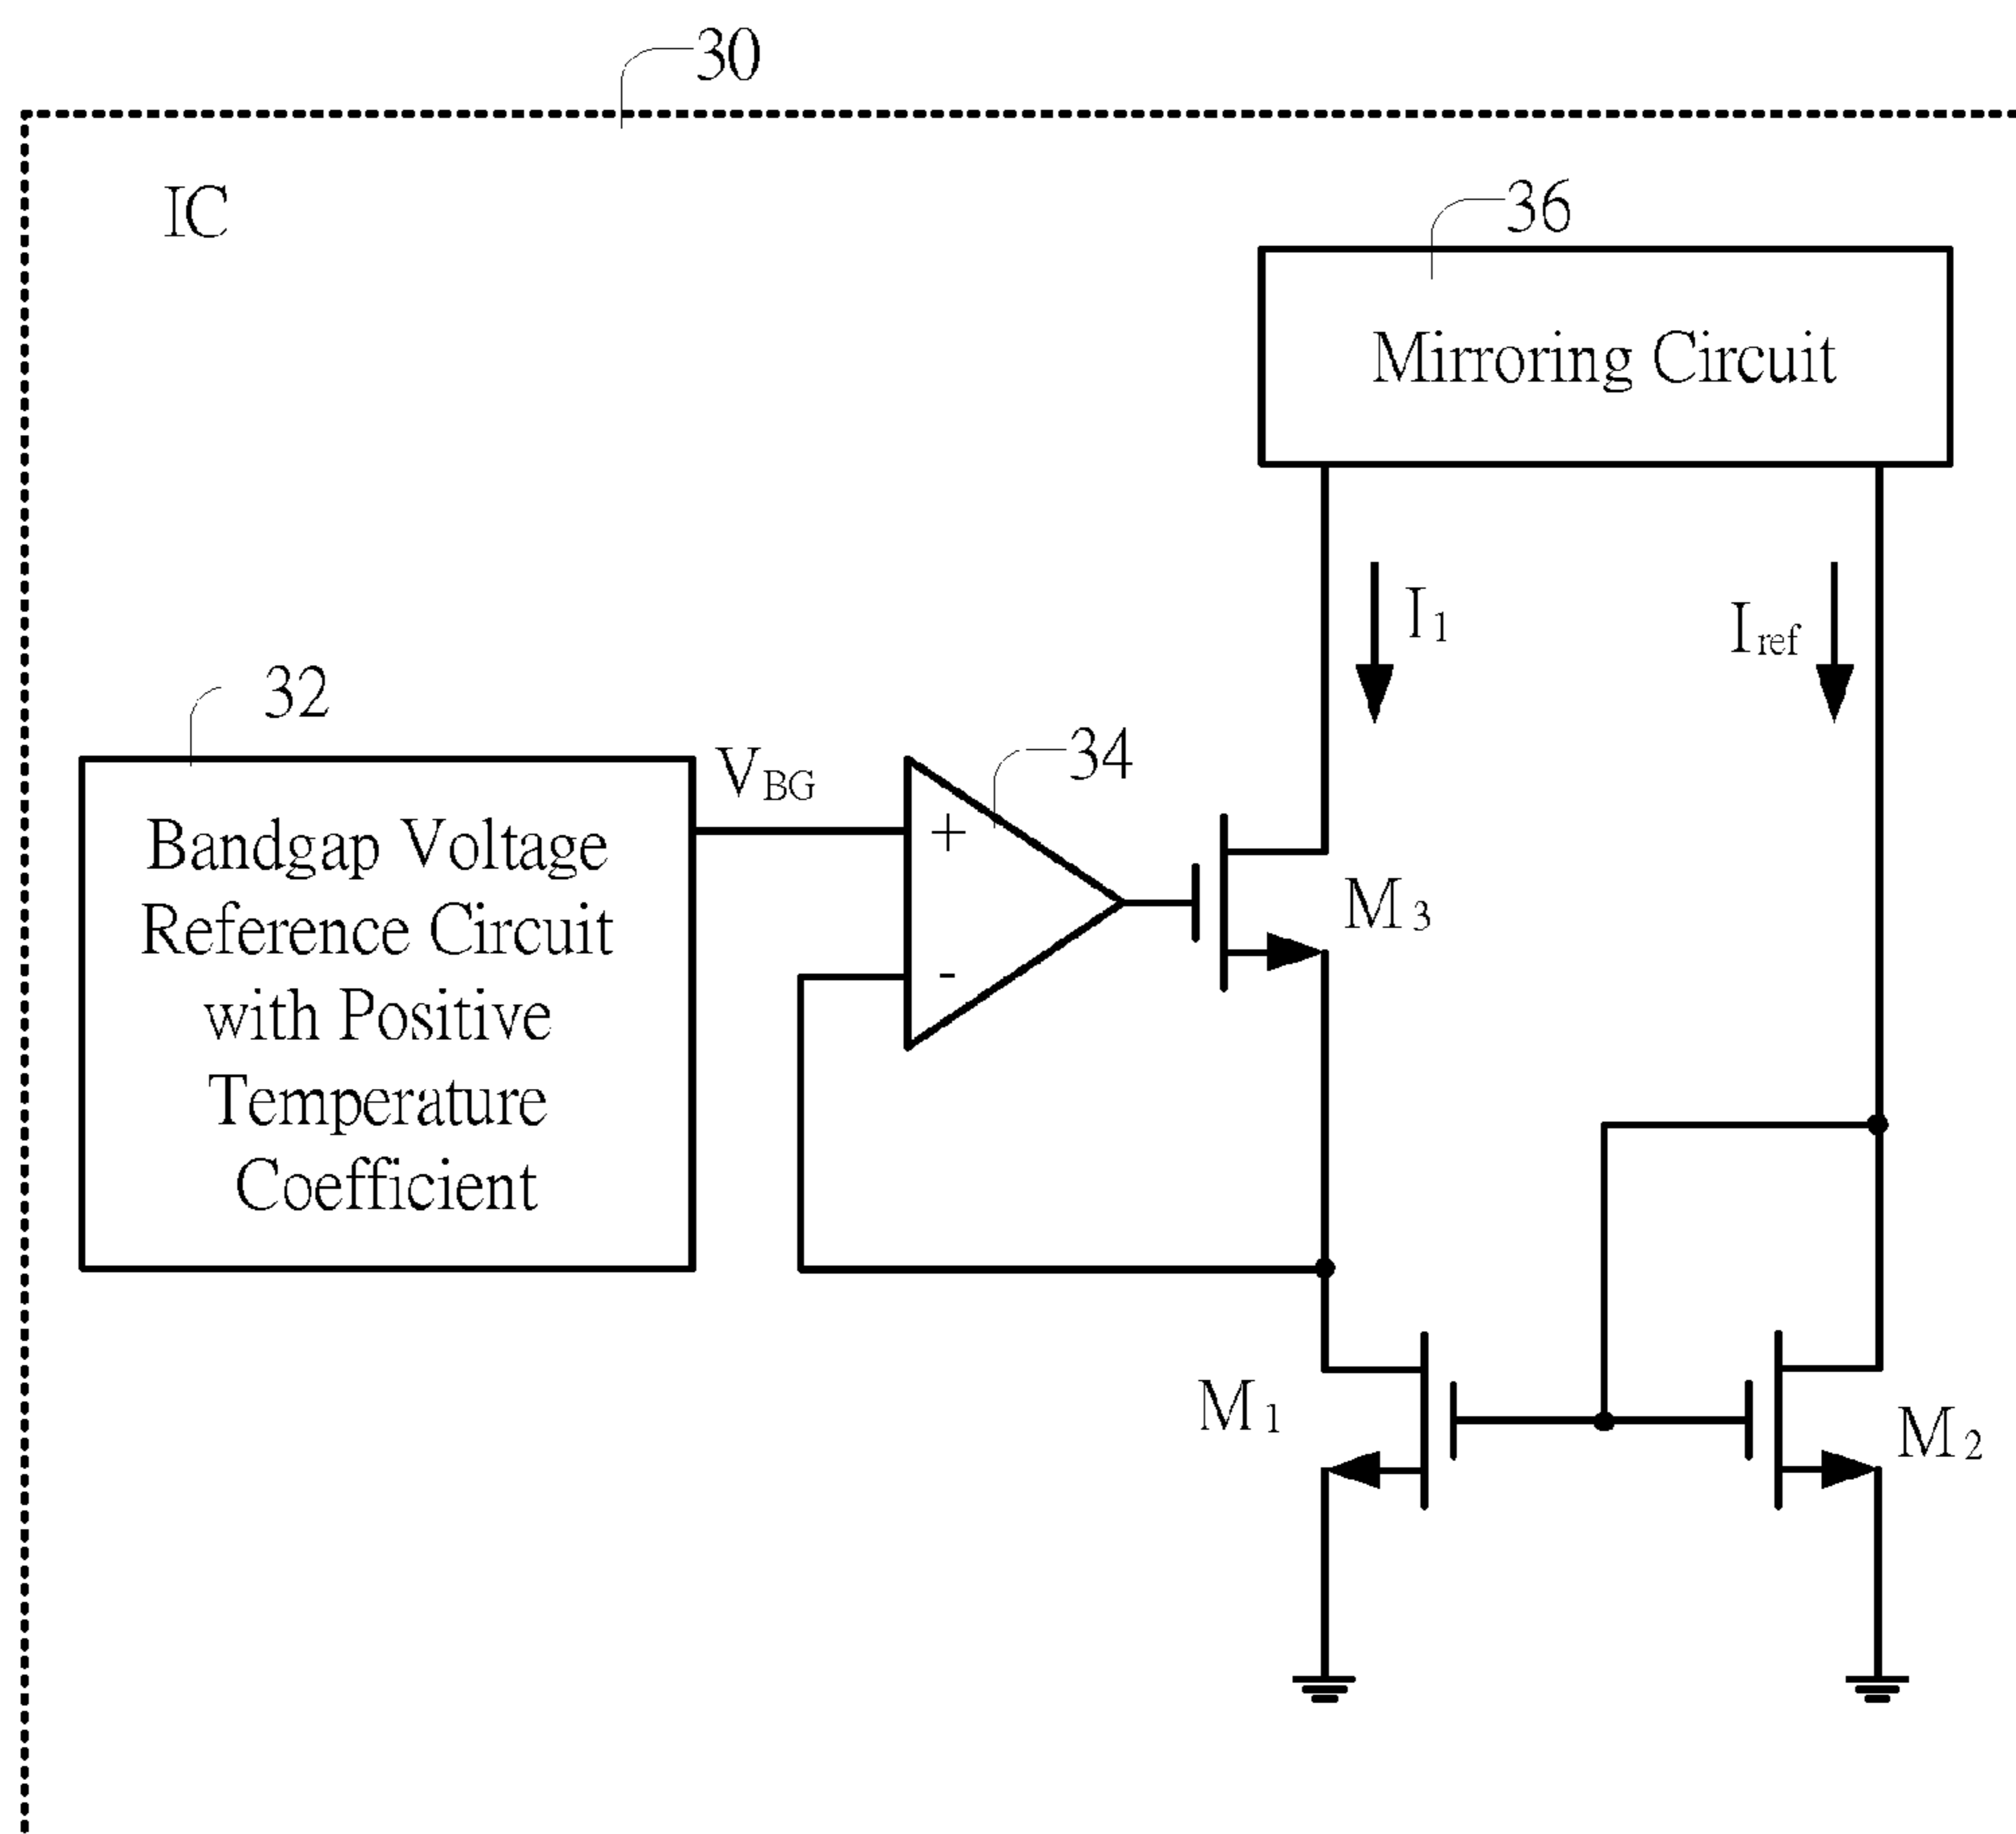 30
IC
36
Mirroring Circuit
I1
Iref
32
VBG
34
+
-
Bandgap Voltage
Reference Circuit
with Positive
Temperature
Coefficient
M3
M1
M2